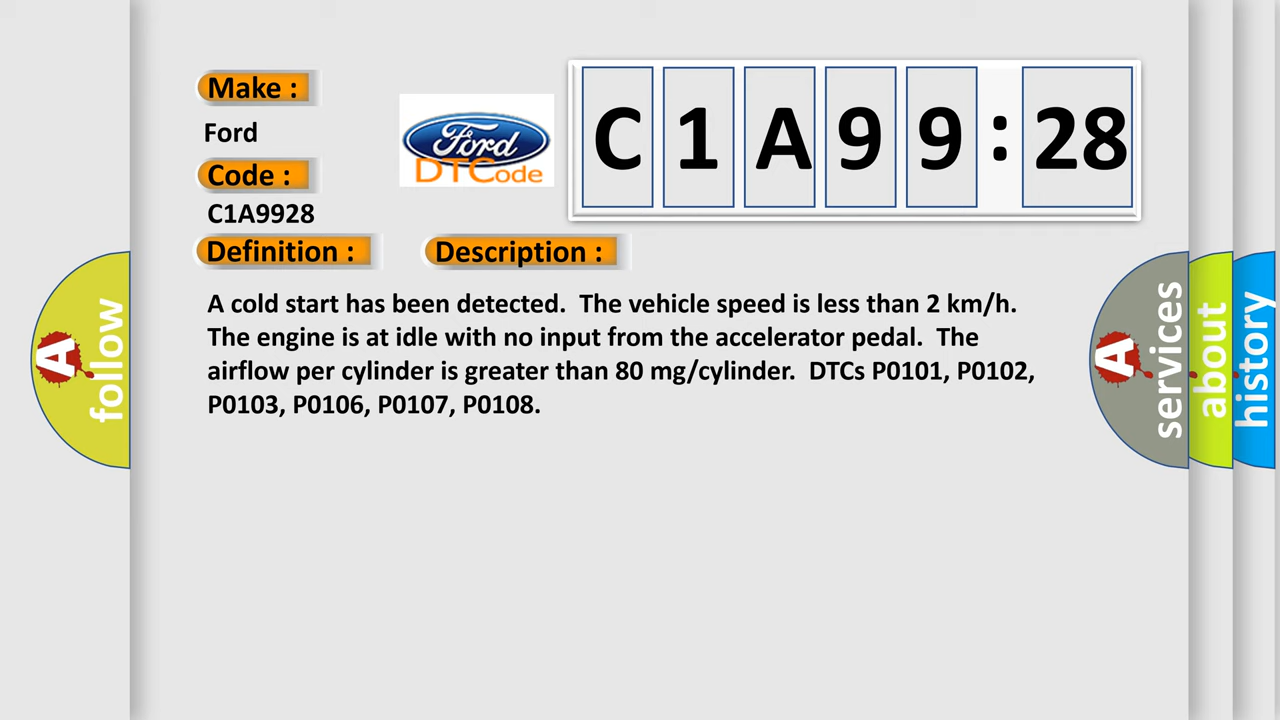 Make :
Ford
Code :
C1A9928
Ford
DTCode
C1A99:28
Definition :
Description :
A cold start has been detected. The vehicle speed is less than 2 km/h.
The engine is at idle with no input from the accelerator pedal. The
airflow per cylinder is greater than 80 mg/cylinder. DTCs P0101, P0102,
P0103, P0106, P0107, P0108.
A follow
A services
about
history